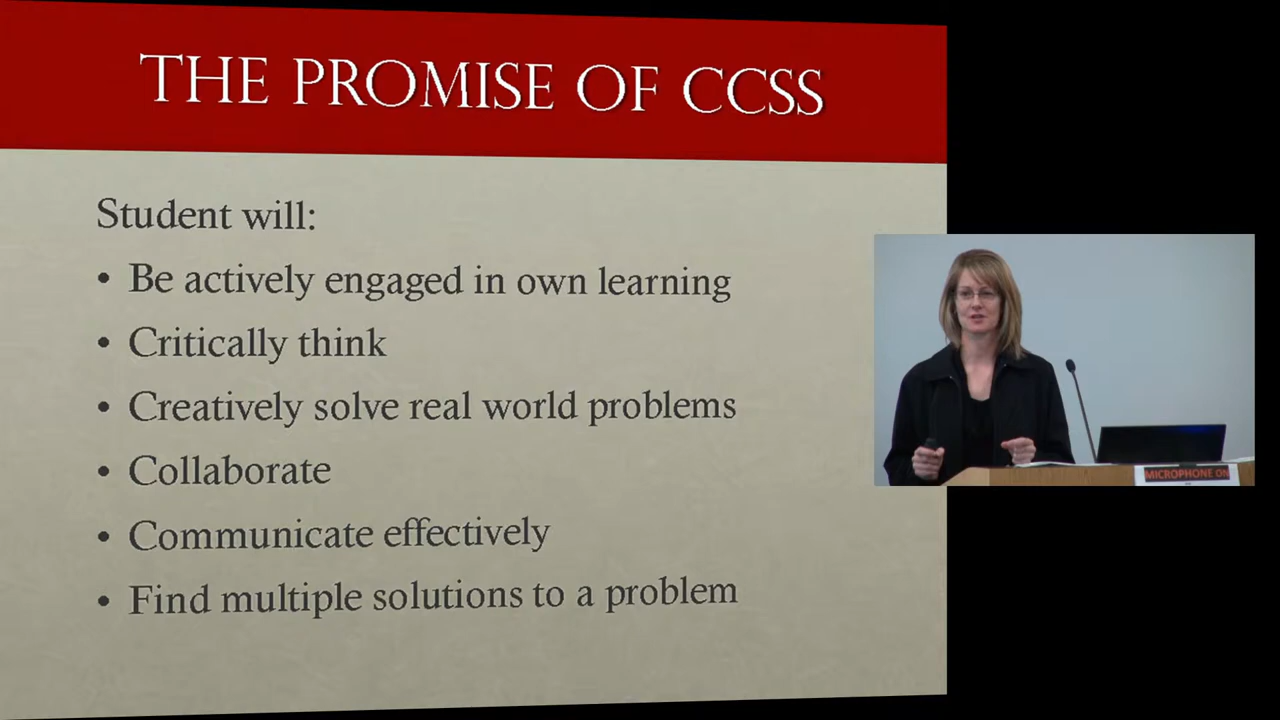 THE PROMISE OF CCSS
Student will:
• Be actively engaged in own learning
• Critically think
• Creatively solve real world problems
• Collaborate
• Communicate effectively
• Find multiple solutions to a problem
MICROPHONE ON